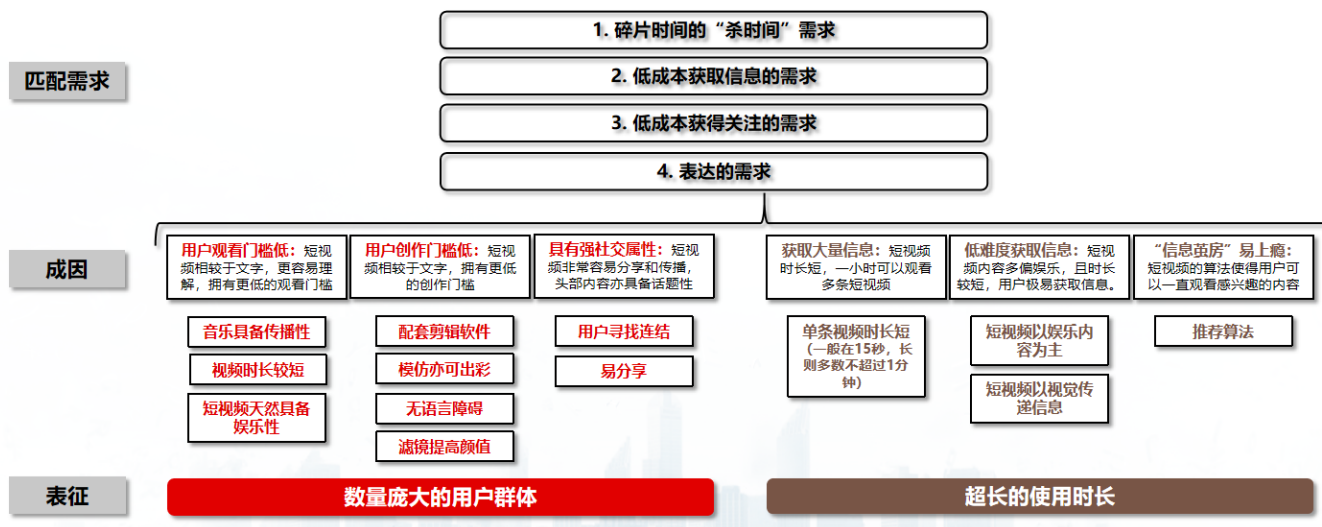 匹配需求
1. 碎片时间的“杀时间”需求
2. 低成本获取信息的需求
3. 低成本获得关注的需求
4. 表达的需求
成因
用户观看门槛低：短视
频相较于文字，更容易理
解，拥有更低的观看门槛
用户创作门槛低：短视
频相较于文字，拥有更低
的创作门槛
具有强社交属性：短视
频非常容易分享和传播，
头部内容亦具备话题性
获取大量信息：短视频
时长短，一小时可以观看
多条短视频
低难度获取信息：短视
频内容多偏娱乐，且时长
较短，用户极易获取信息。
“信息茧房”易上瘾：
短视频的算法使得用户可
以一直观看感兴趣的内容
音乐具备传播性
视频时长较短
短视频天然具备
娱乐性
配套剪辑软件
模仿亦可出彩
无语言障碍
滤镜提高颜值
用户寻找连结
易分享
单条视频时长短
（一般在15秒，长
则多数不超过1分
钟）
短视频以娱乐内
容为主
短视频以视觉传
递信息
推荐算法
表征
数量庞大的用户群体
超长的使用时长